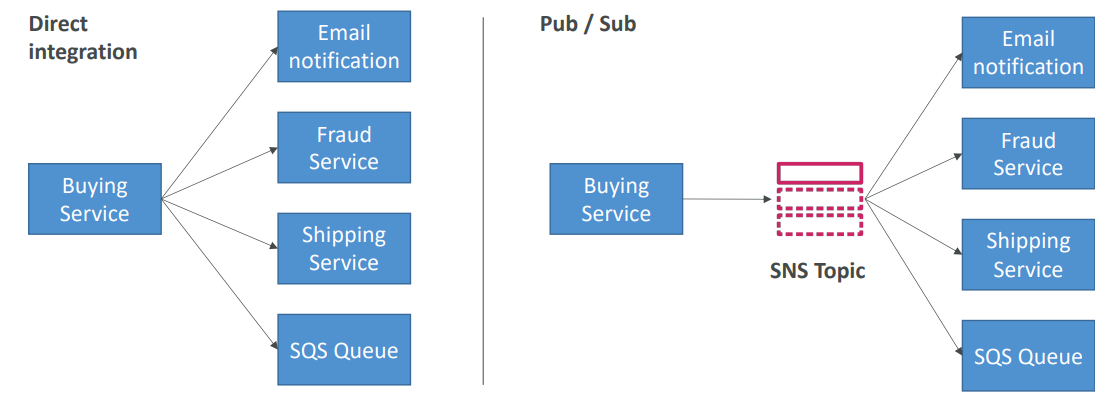 Direct
integration
Email
notification
Fraud
Service
Buying
Service
Shipping
Service
SQS Queue
Pub / Sub
Buying
Service
SNS Topic
Email
notification
Fraud
Service
Shipping
Service
SQS Queue